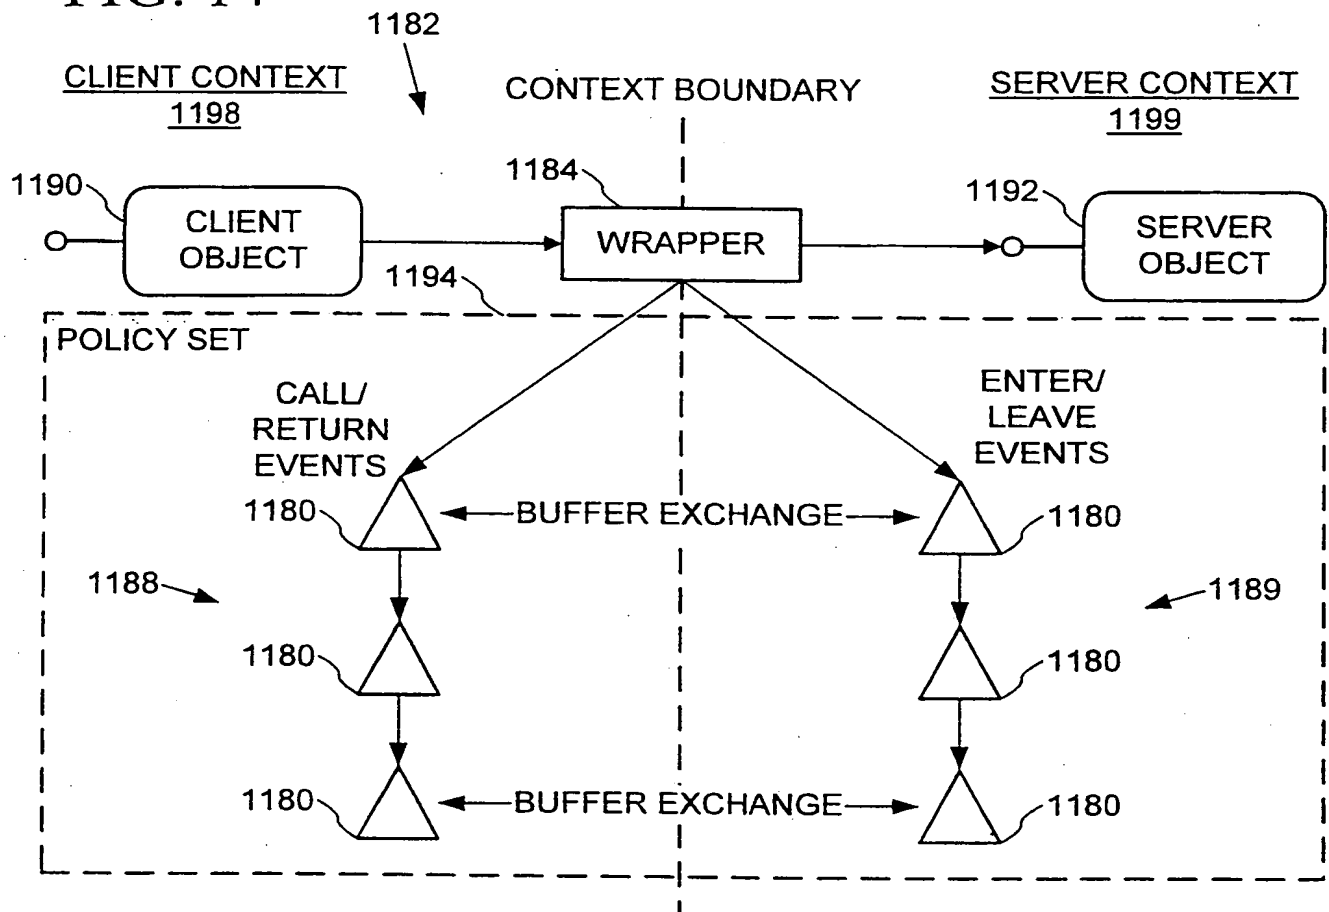 1182
CLIENT CONTEXT
1198
CONTEXT BOUNDARY
SERVER CONTEXT
1199
1190
CLIENT
OBJECT
1184
WRAPPER
1192
SERVER
OBJECT
1194
POLICY SET
CALL/
RETURN
EVENTS
ENTER/
LEAVE
EVENTS
1180
BUFFER EXCHANGE
1180
1188
1189
1180
1180
1180
BUFFER EXCHANGE
1180